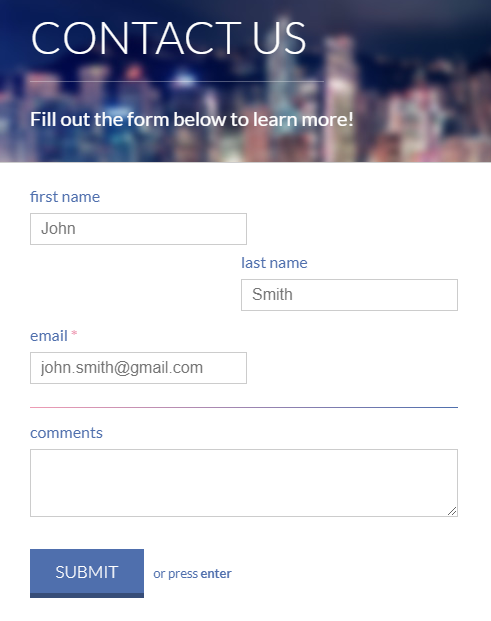 CONTACT US
Fill out the form below to learn more!
first name
John
last name
Smith
email *
john.smith@gmail.com
comments
SUBMIT or press enter